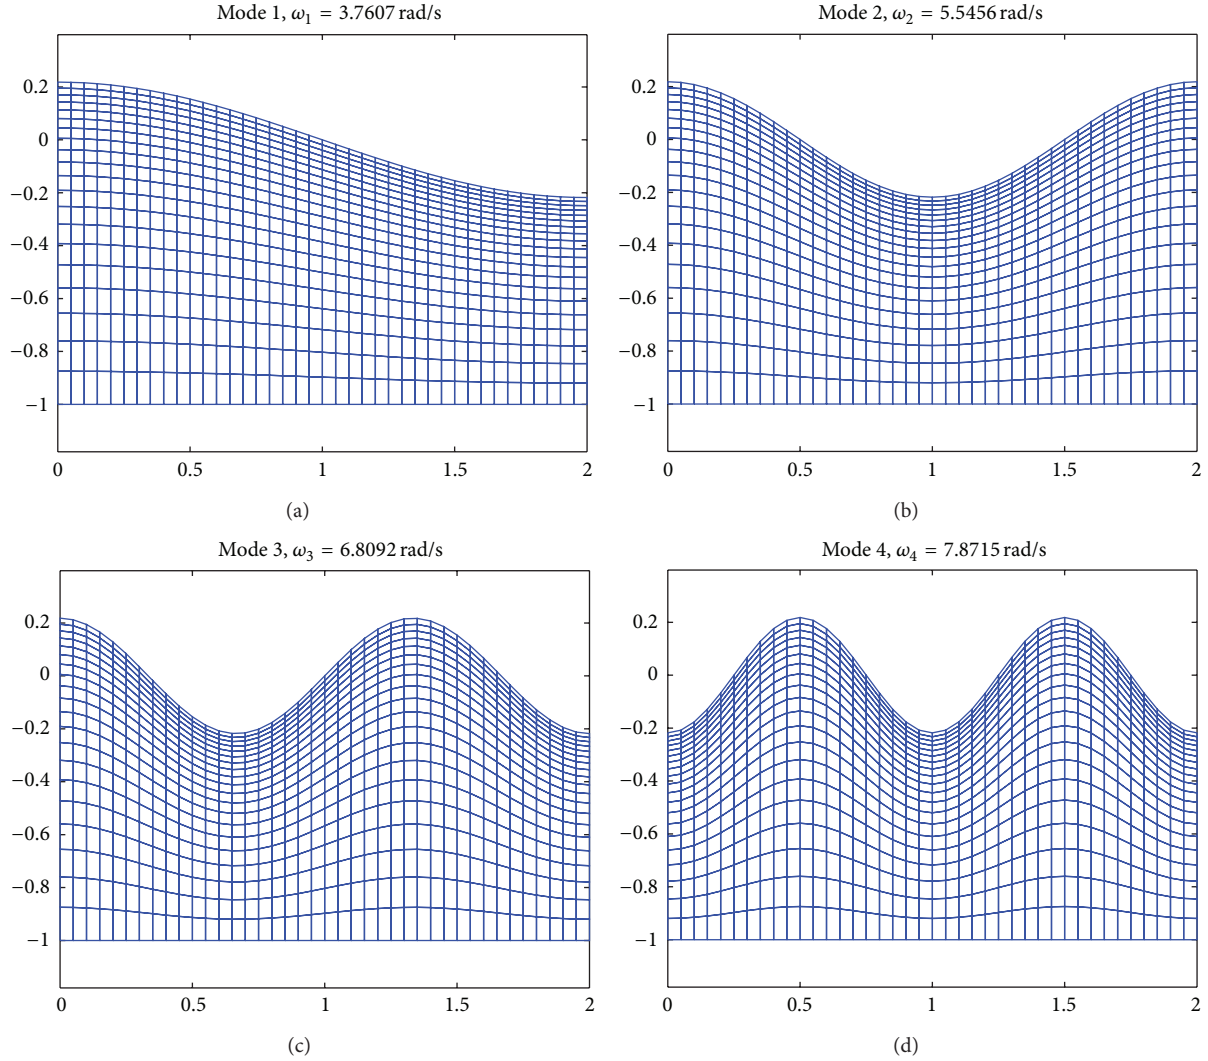 Mode 1, ω₁ = 3.7607 rad/s
0.2
0
−0.2
−0.4
−0.6
−0.8
−1
0 0.5 1 1.5 2
(a)
Mode 2, ω₂ = 5.5456 rad/s
0.2
0
−0.2
−0.4
−0.6
−0.8
−1
0 0.5 1 1.5 2
(b)
Mode 3, ω₃ = 6.8092 rad/s
0.2
0
−0.2
−0.4
−0.6
−0.8
−1
0 0.5 1 1.5 2
(c)
Mode 4, ω₄ = 7.8715 rad/s
0.2
0
−0.2
−0.4
−0.6
−0.8
−1
0 0.5 1 1.5 2
(d)